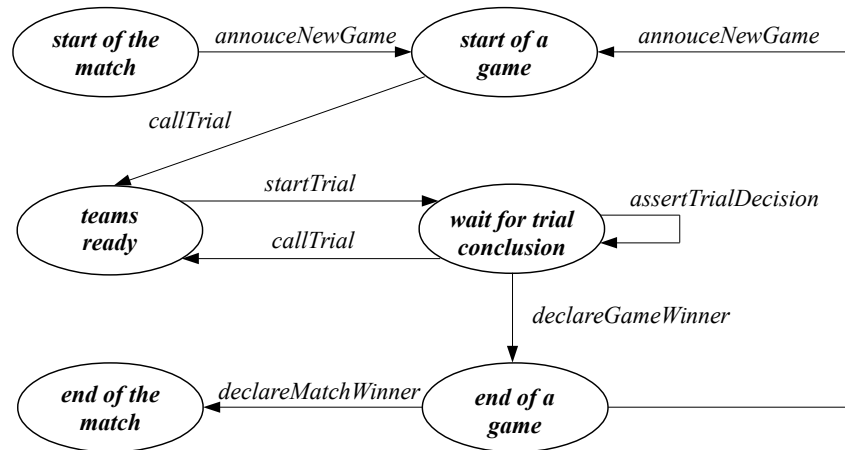 start of the
match
annouceNewGame
start of a
game
annouceNewGame
callTrial
teams
ready
startTrial
callTrial
wait for trial
conclusion
assertTrialDecision
declareGameWinner
end of the
match
declareMatchWinner
end of a
game